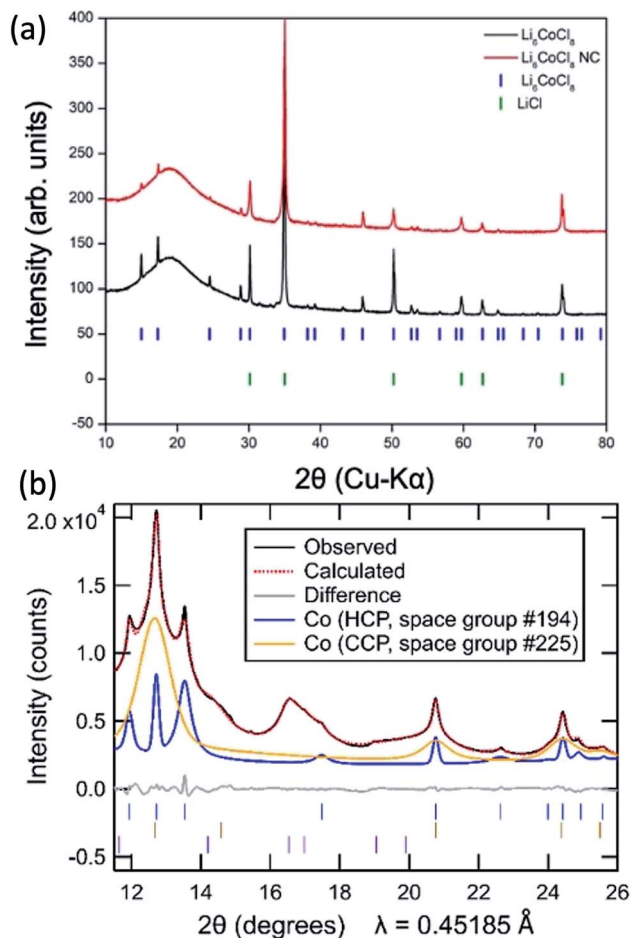 (a)
400
350
300
250
200
150
100
50
0
-50
Intensity (arb. units)
Li₆CoCl₈
Li₆CoCl₈ NC
Li₆CoCl₈
LiCl
10 20 30 40 50 60 70 80
2θ (Cu-Kα)
(b)
2.0 x10⁴
1.5
1.0
0.5
0.0
-0.5
Intensity (counts)
Observed
Calculated
Difference
Co (HCP, space group #194)
Co (CCP, space group #225)
12 14 16 18 20 22 24 26
2θ (degrees) λ = 0.45185 Å